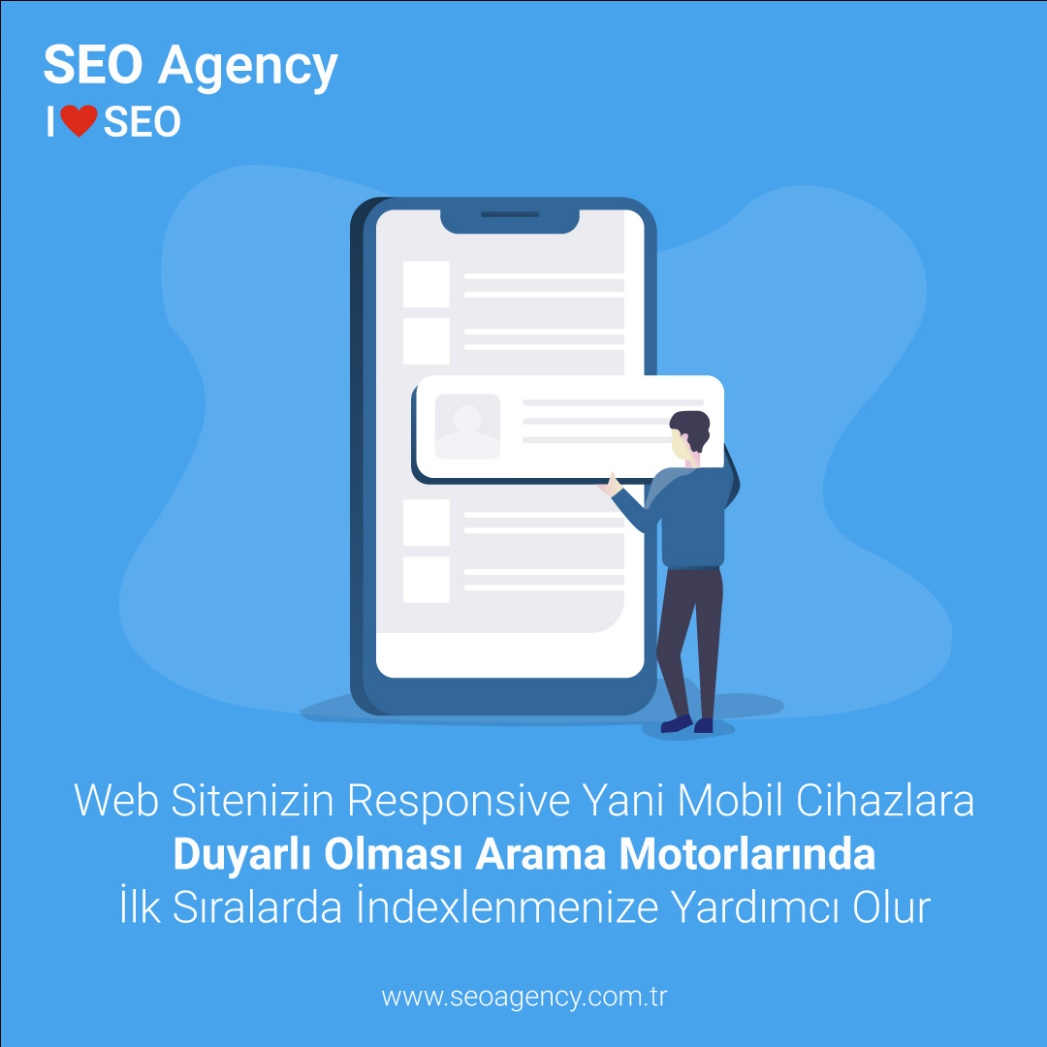 SEO Agency
I❤SEO
Web Sitenizin Responsive Yani Mobil Cihazlara
Duyarlı Olması Arama Motorlarında
İlk Sıralarda İndexlenmenize Yardımcı Olur
www.seoagency.com.tr